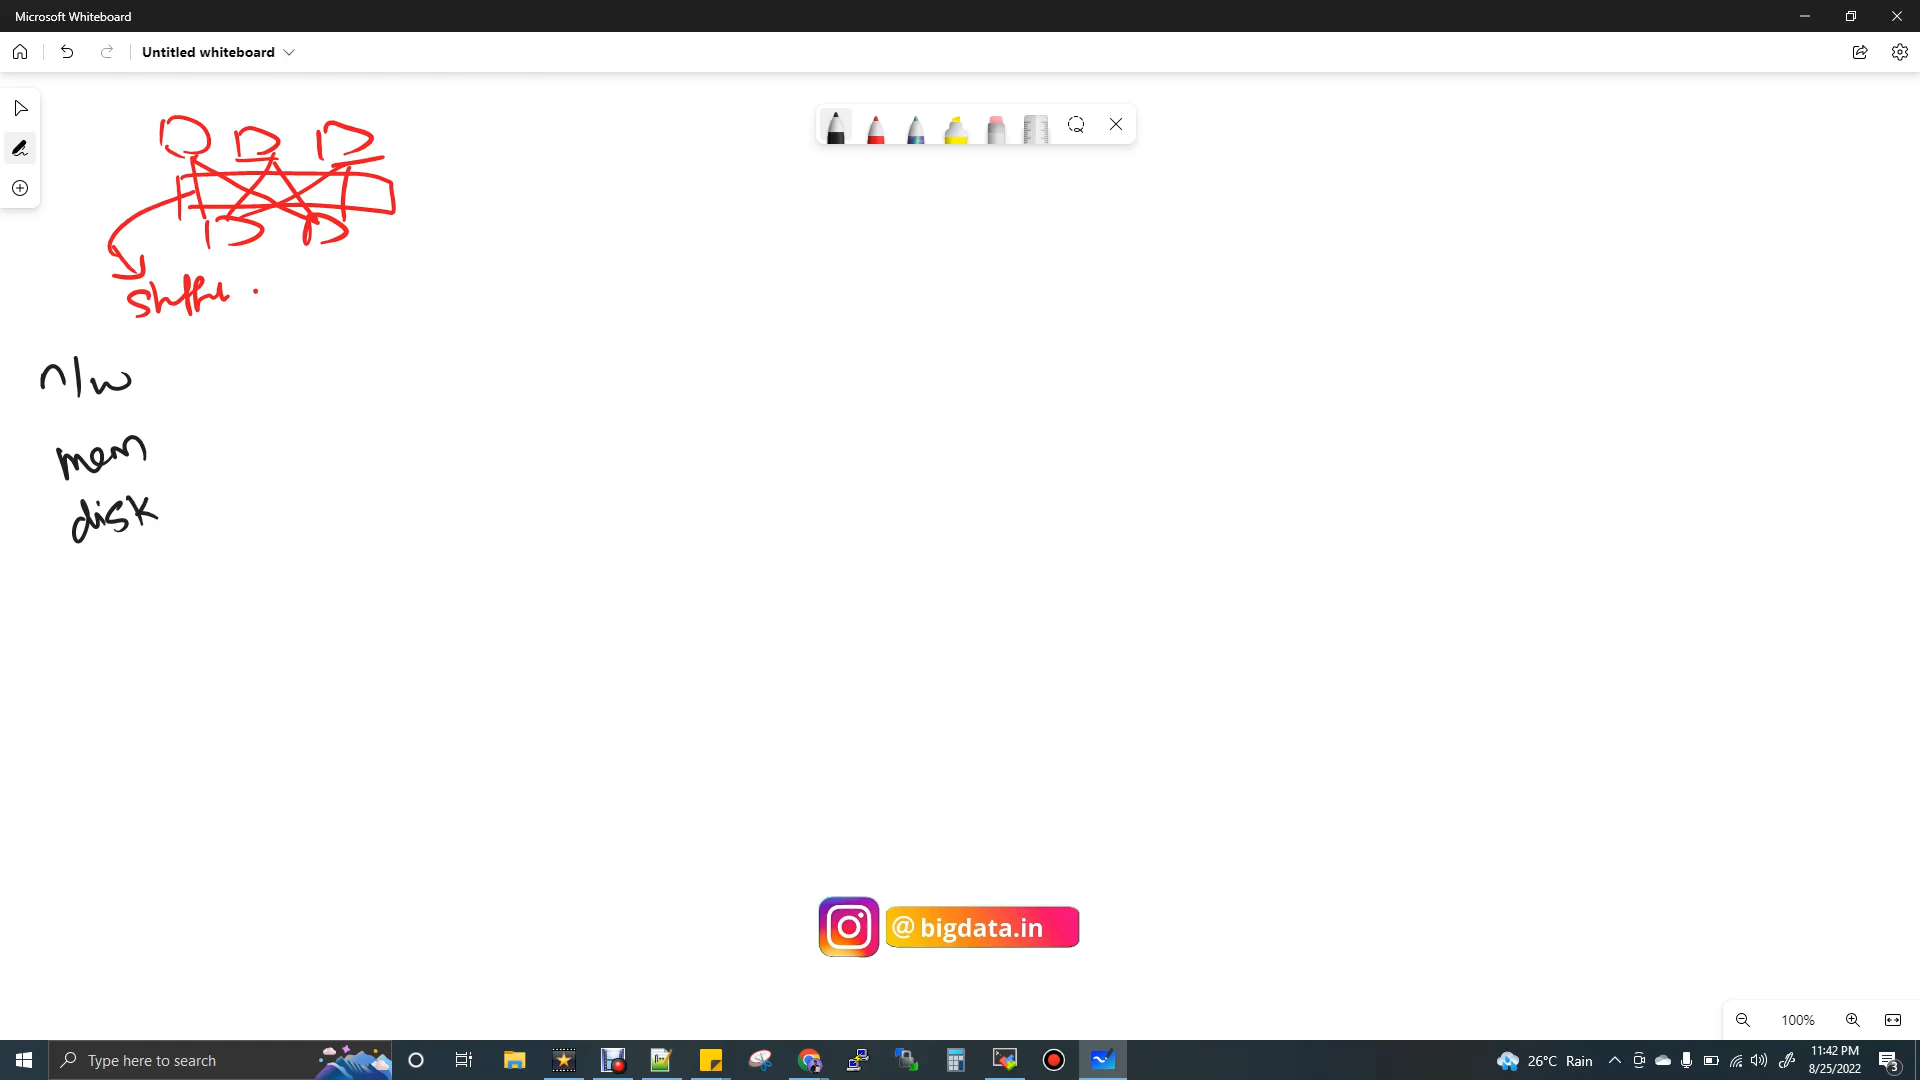 Microsoft Whiteboard
Untitled whiteboard
n/w
mem
disk
@ bigdata.in
100%
Type here to search
26°C Rain
11:42 PM
8/25/2022
3